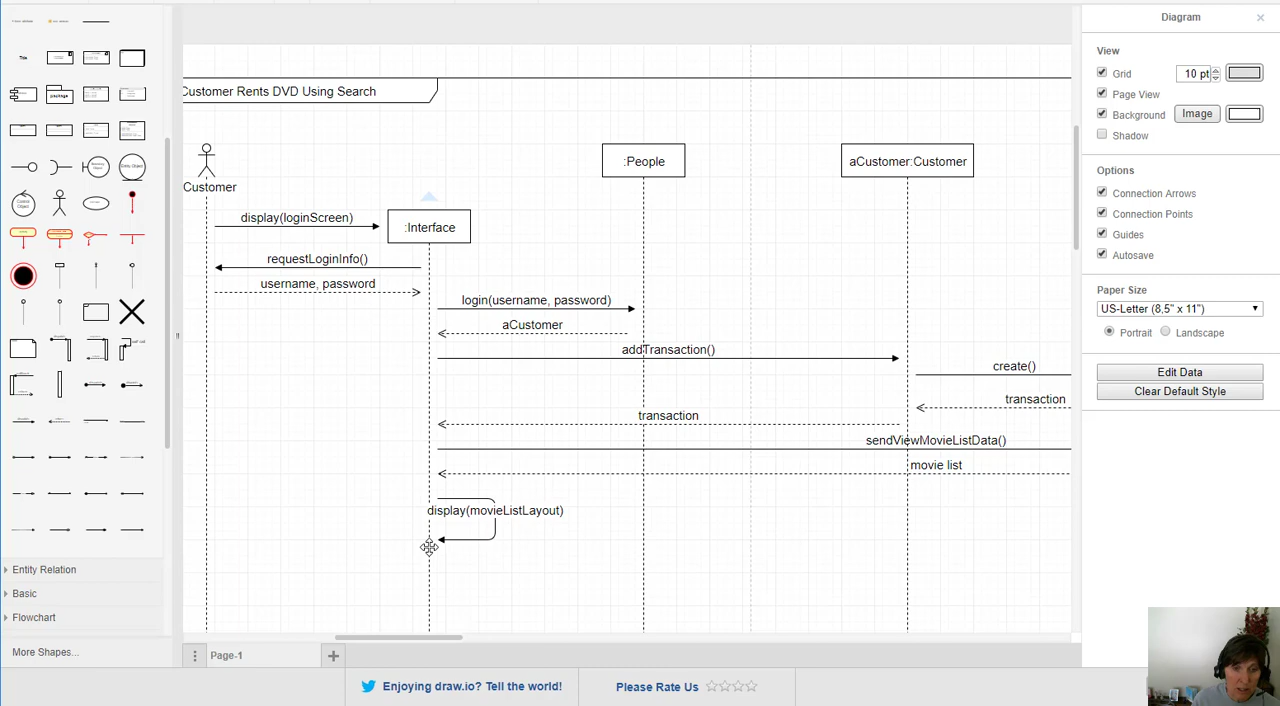 Title
package
Customer Rents DVD Using Search
Customer
:Interface
:People
aCustomer:Customer
display(loginScreen)
requestLoginInfo()
username, password
login(username, password)
aCustomer
addTransaction()
create()
transaction
transaction
sendViewMovieListData()
movie list
display(movieListLayout)
Entity Relation
Basic
Flowchart
More Shapes...
Page-1
Enjoying draw.io? Tell the world!
Please Rate Us
Diagram
View
Grid
10 pt
Page View
Background
Image
Shadow
Options
Connection Arrows
Connection Points
Guides
Autosave
Paper Size
US-Letter (8,5" x 11")
Portrait
Landscape
Edit Data
Clear Default Style